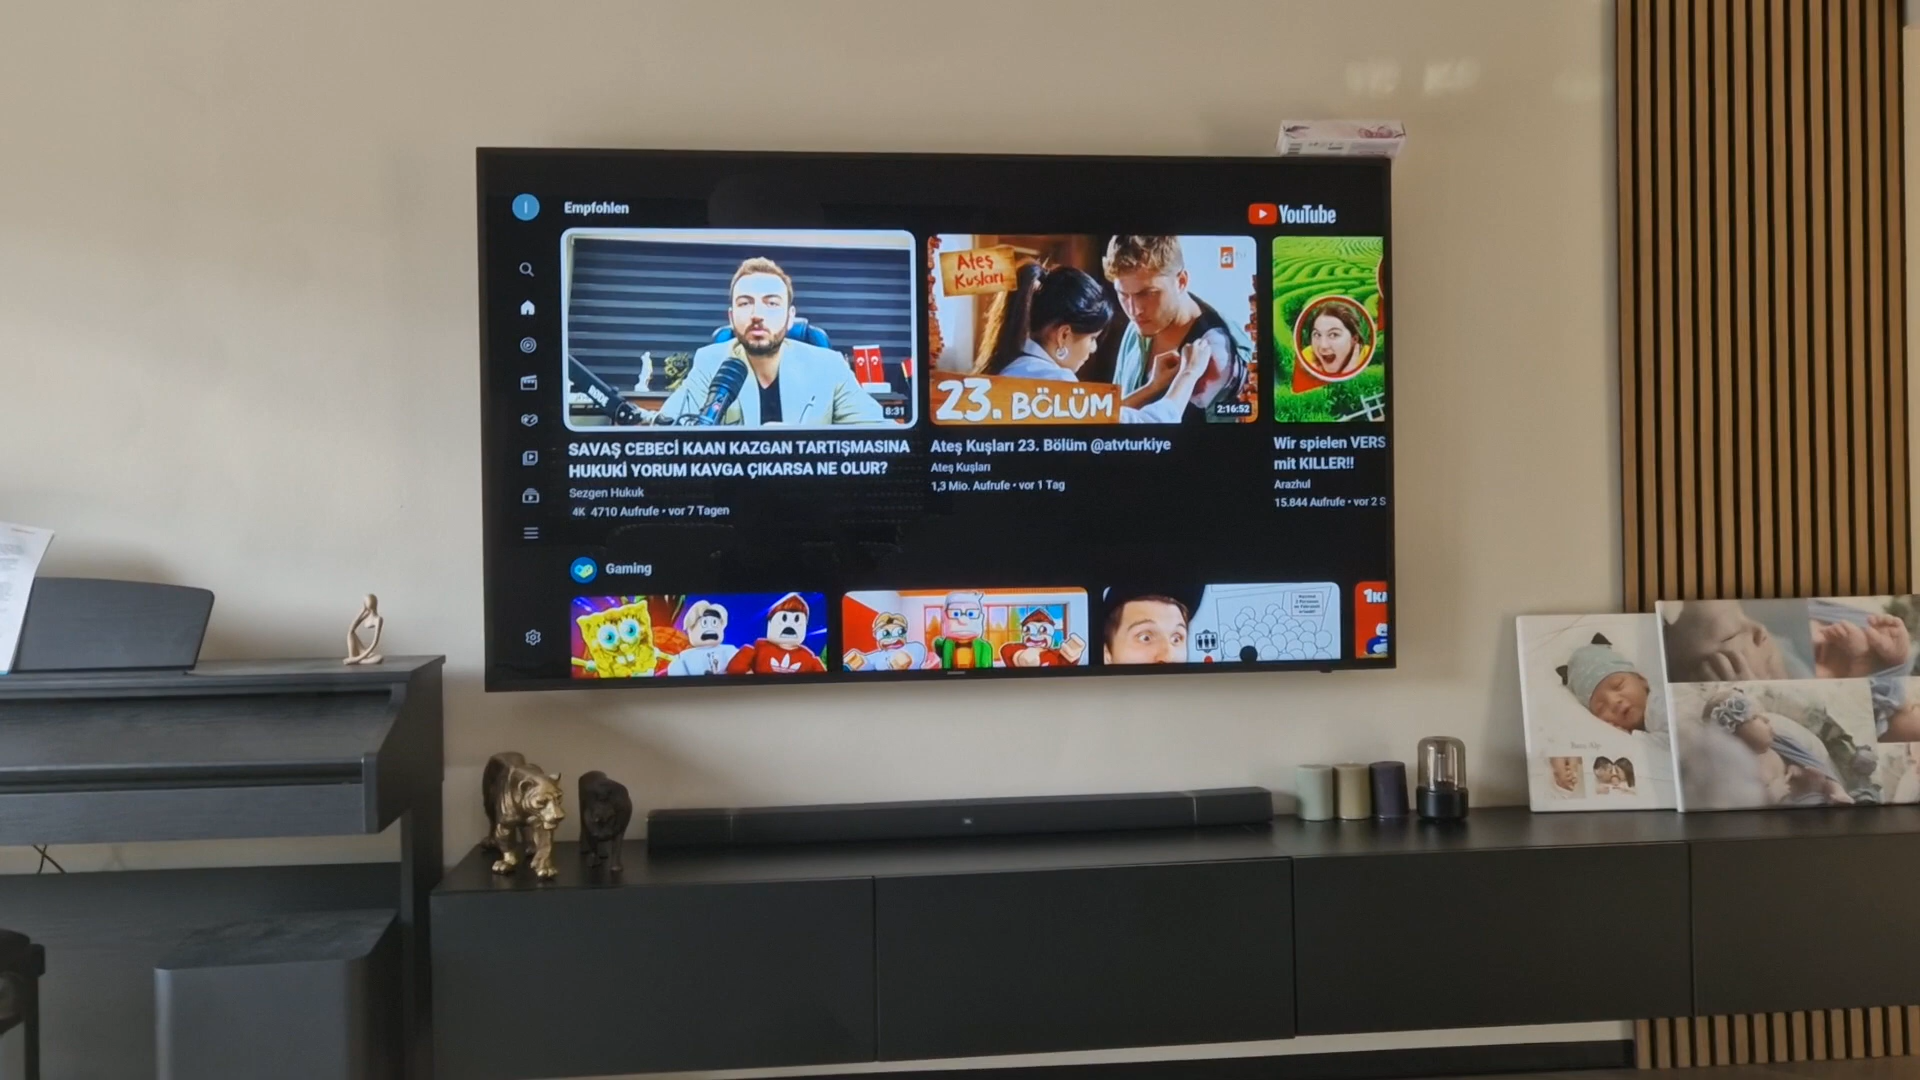 I
Empfohlen
YouTube
Ateş
Kuşları
a
23. BÖLÜM
RODE
8:31
2:16:52
SAVAŞ CEBECİ KAAN KAZGAN TARTIŞMASINA
HUKUKİ YORUM KAVGA ÇIKARSA NE OLUR?
Sezgen Hukuk
4K 4710 Aufrufe • vor 7 Tagen
Ateş Kuşları 23. Bölüm @atvturkiye
Ateş Kuşları
1,3 Mio. Aufrufe • vor 1 Tag
Wir spielen VERS
mit KILLER!!
Arazhul
15.844 Aufrufe • vor 2 S
Gaming
JBL